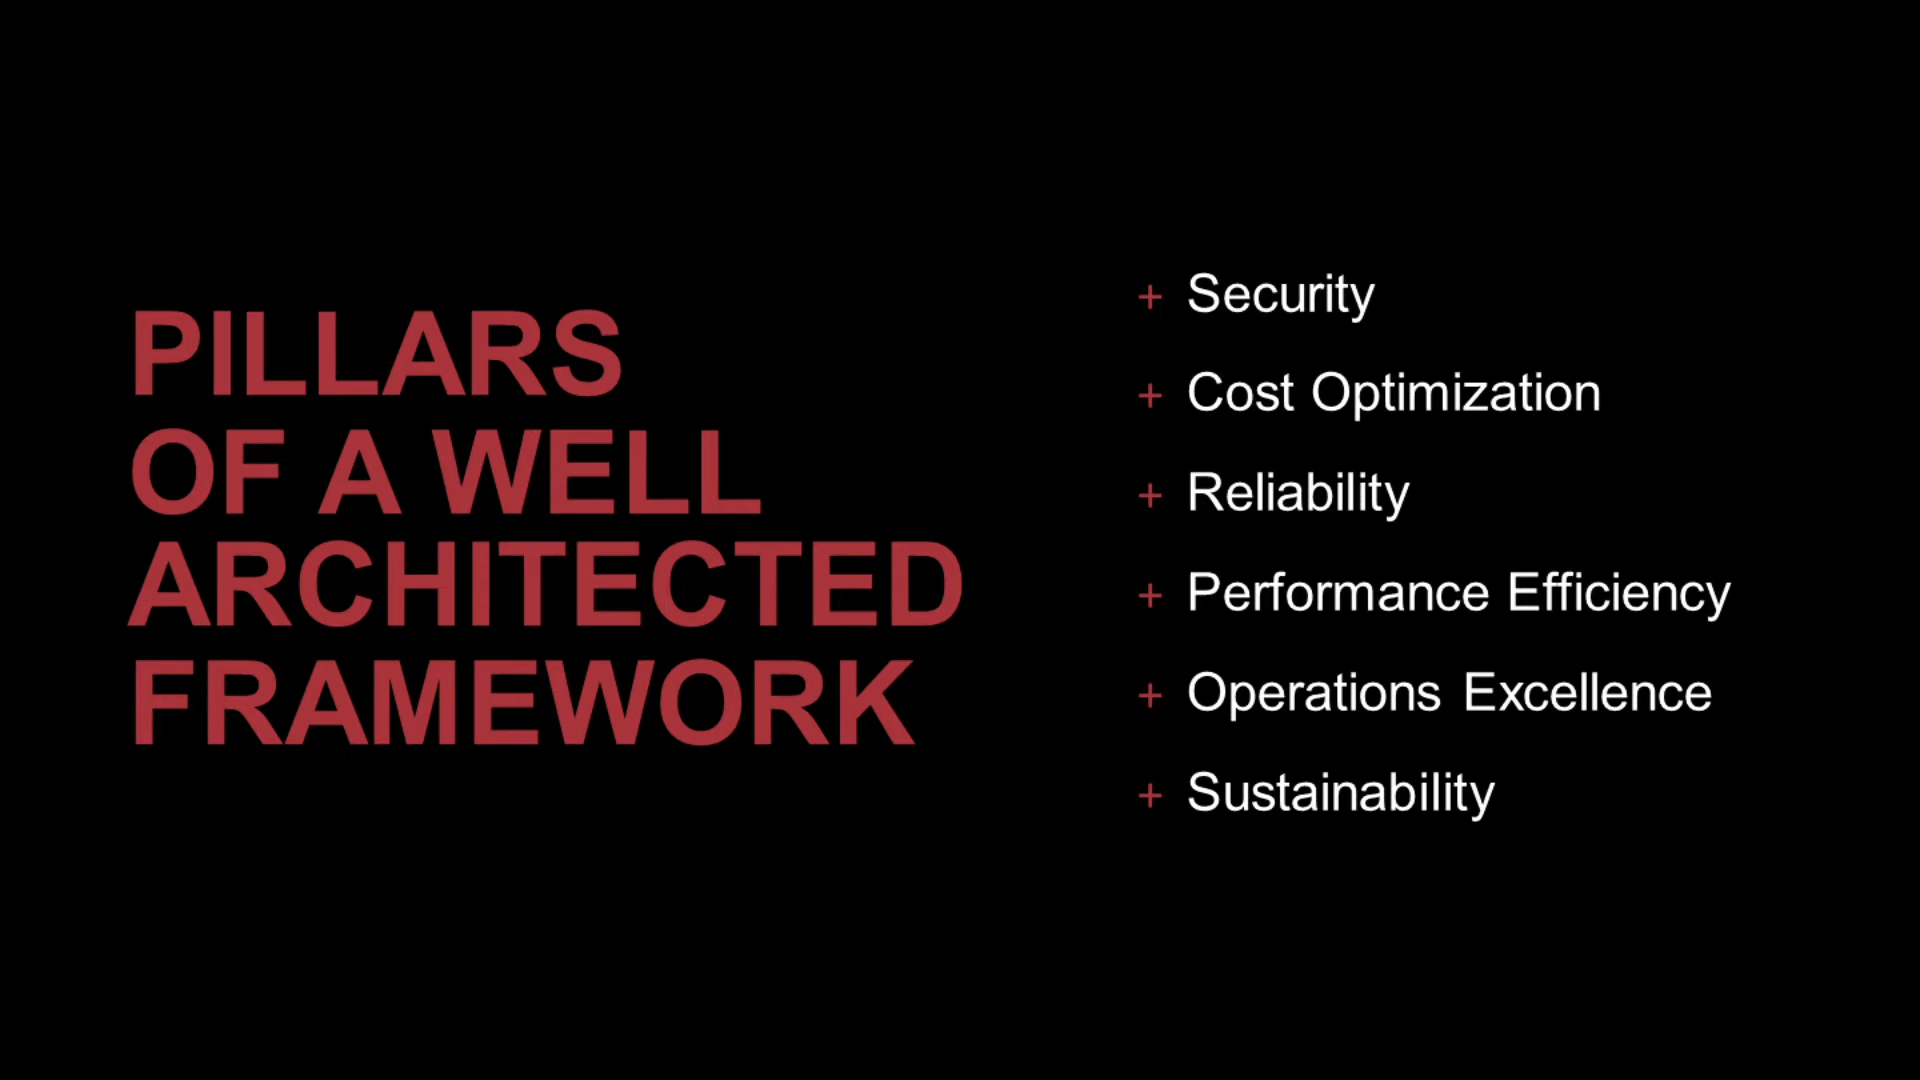 PILLARS
OF A WELL
ARCHITECTED
FRAMEWORK
+ Security
+ Cost Optimization
+ Reliability
+ Performance Efficiency
+ Operations Excellence
+ Sustainability